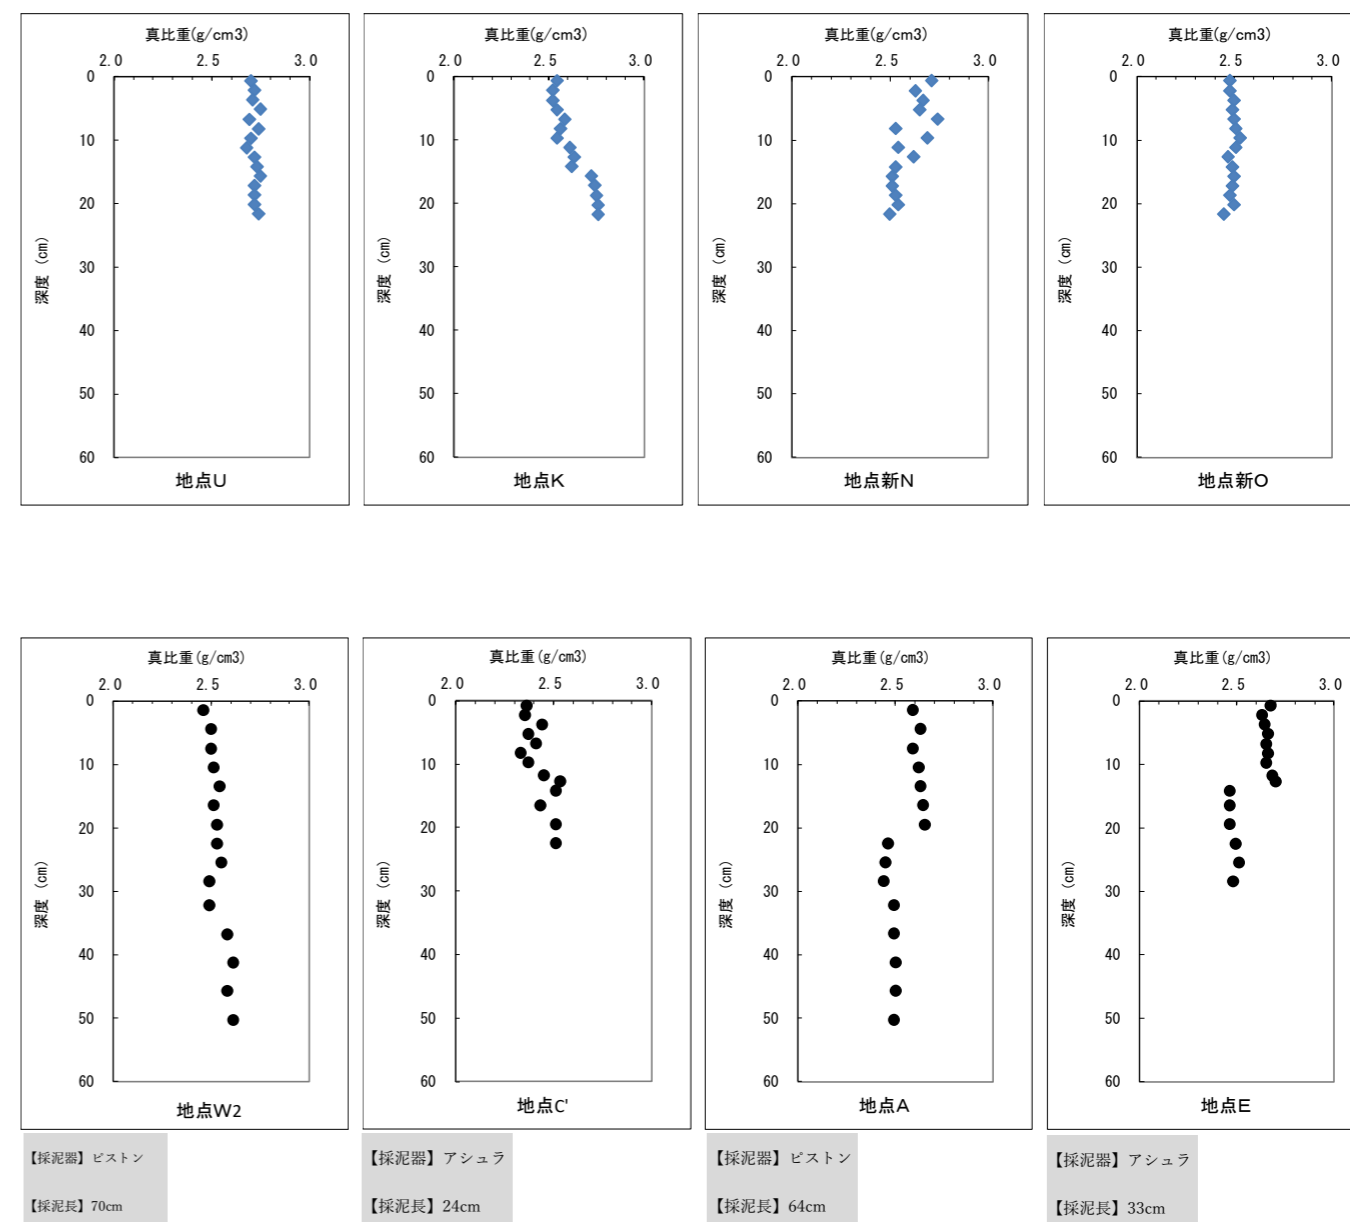 真比重(g/cm3)
2.0 2.5 3.0
0
10
20
30
40
50
60
深度 (cm)
地点U
真比重(g/cm3)
2.0 2.5 3.0
0
10
20
30
40
50
60
深度 (cm)
地点K
真比重(g/cm3)
2.0 2.5 3.0
0
10
20
30
40
50
60
深度 (cm)
地点新N
真比重(g/cm3)
2.0 2.5 3.0
0
10
20
30
40
50
60
深度 (cm)
地点新O
真比重(g/cm3)
2.0 2.5 3.0
0
10
20
30
40
50
60
深度 (cm)
地点W2
【採泥器】ピストン
【採泥長】70cm
真比重(g/cm3)
2.0 2.5 3.0
0
10
20
30
40
50
60
深度 (cm)
地点C'
【採泥器】アシュラ
【採泥長】24cm
真比重(g/cm3)
2.0 2.5 3.0
0
10
20
30
40
50
60
深度 (cm)
地点A
【採泥器】ピストン
【採泥長】64cm
真比重(g/cm3)
2.0 2.5 3.0
0
10
20
30
40
50
60
深度 (cm)
地点E
【採泥器】アシュラ
【採泥長】33cm